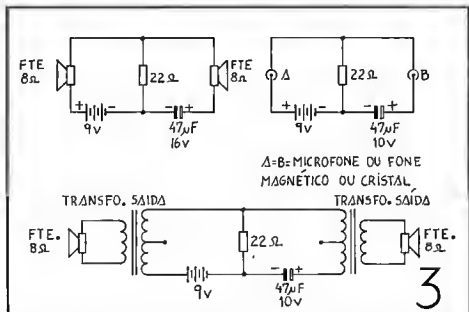 FTE 8Ω
22Ω
FTE 8Ω
+ -
9v
- +
47µF
16v
A
22Ω
B
+ -
9v
- +
47µF
10v
A=B= MICROFONE OU FONE
MAGNÉTICO OU CRISTAL
TRANSFO. SAÍDA
TRANSFO. SAÍDA
FTE. 8Ω
22Ω
FTE. 8Ω
9v
- +
47µF
10v
3